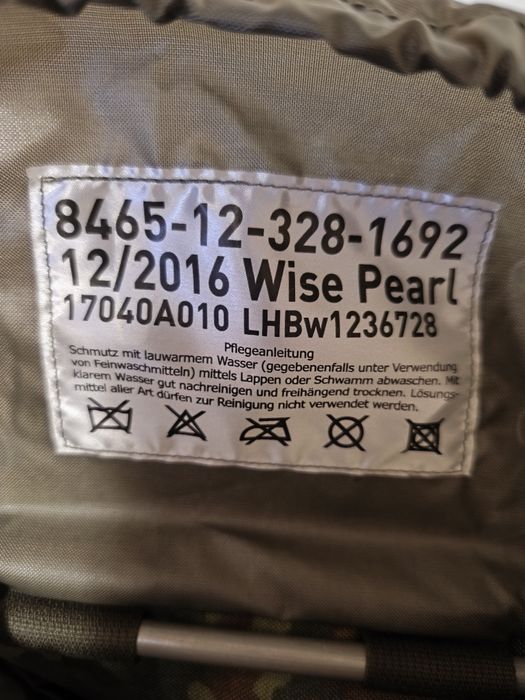 8465-12-328-1692
12/2016 Wise Pearl
17040A010 LHBw1236728
Pflegeanleitung
Schmutz mit lauwarmem Wasser (gegebenenfalls unter Verwendung
von Feinwaschmitteln) mittels Lappen oder Schwamm abwaschen. Mit
klarem Wasser gut nachreinigen und freihängend trocknen. Lösungs-
mittel aller Art dürfen zur Reinigung nicht verwendet werden.